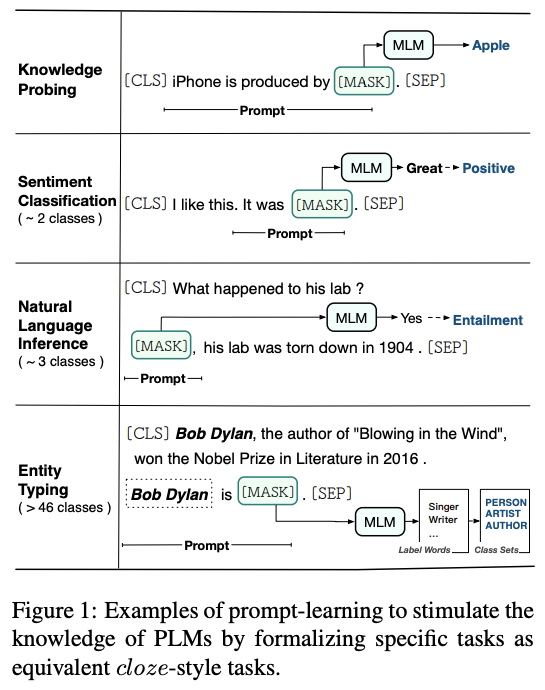 MLM
Apple
Knowledge
Probing
[CLS] iPhone is produced by [MASK] . [SEP]
Prompt
MLM
Great
Positive
Sentiment
Classification
( ~ 2 classes )
[CLS] I like this. It was [MASK] . [SEP]
Prompt
[CLS] What happened to his lab ?
Natural
Language
Inference
( ~ 3 classes )
MLM
Yes
Entailment
[MASK] , his lab was torn down in 1904 . [SEP]
Prompt
[CLS] Bob Dylan, the author of "Blowing in the Wind",
won the Nobel Prize in Literature in 2016 .
Entity
Typing
( > 46 classes )
Bob Dylan is [MASK] . [SEP]
MLM
Singer
Writer
...
Label Words
PERSON
ARTIST
AUTHOR
Class Sets
Prompt
Figure 1: Examples of prompt-learning to stimulate the
knowledge of PLMs by formalizing specific tasks as
equivalent cloze-style tasks.